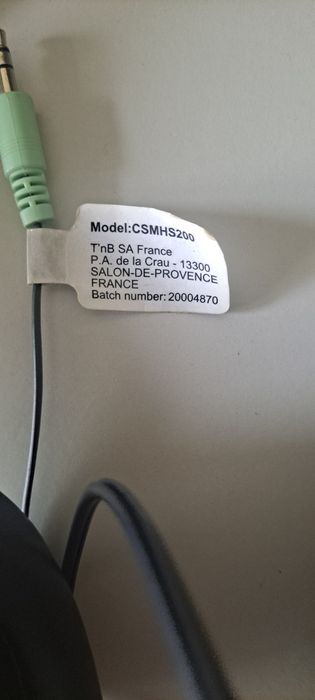 Model:CSMHS200
T'nB SA France
P.A. de la Crau - 13300
SALON-DE-PROVENCE
FRANCE
Batch number: 20004870